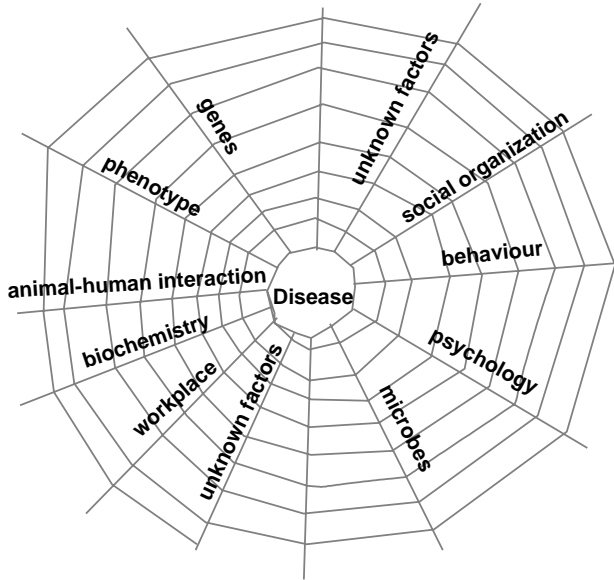 unknown factors
genes
social organization
phenotype
behaviour
animal-human interaction
Disease
biochemistry
psychology
workplace
unknown factors
microbes